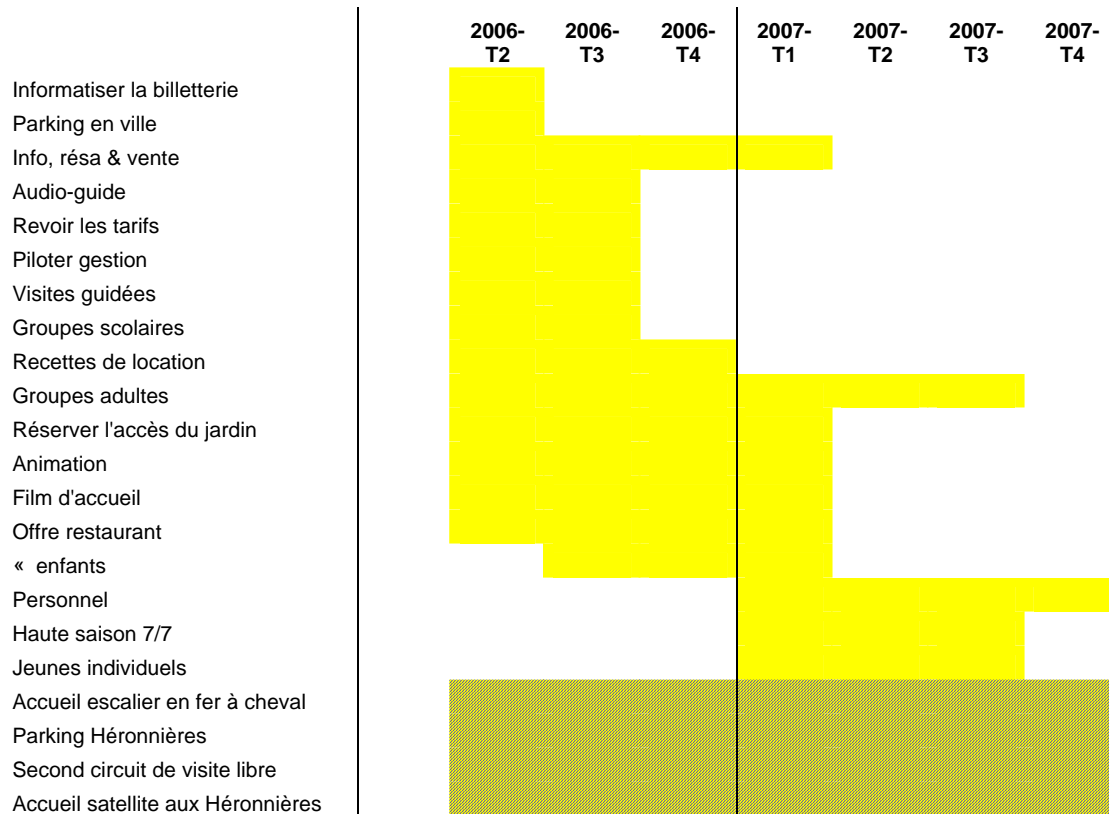 2006-T2 2006-T3 2006-T4 2007-T1 2007-T2 2007-T3 2007-T4
Informatiser la billetterie
Parking en ville
Info, résa & vente
Audio-guide
Revoir les tarifs
Piloter gestion
Visites guidées
Groupes scolaires
Recettes de location
Groupes adultes
Réserver l'accès du jardin
Animation
Film d'accueil
Offre restaurant
« enfants
Personnel
Haute saison 7/7
Jeunes individuels
Accueil escalier en fer à cheval
Parking Héronnières
Second circuit de visite libre
Accueil satellite aux Héronnières